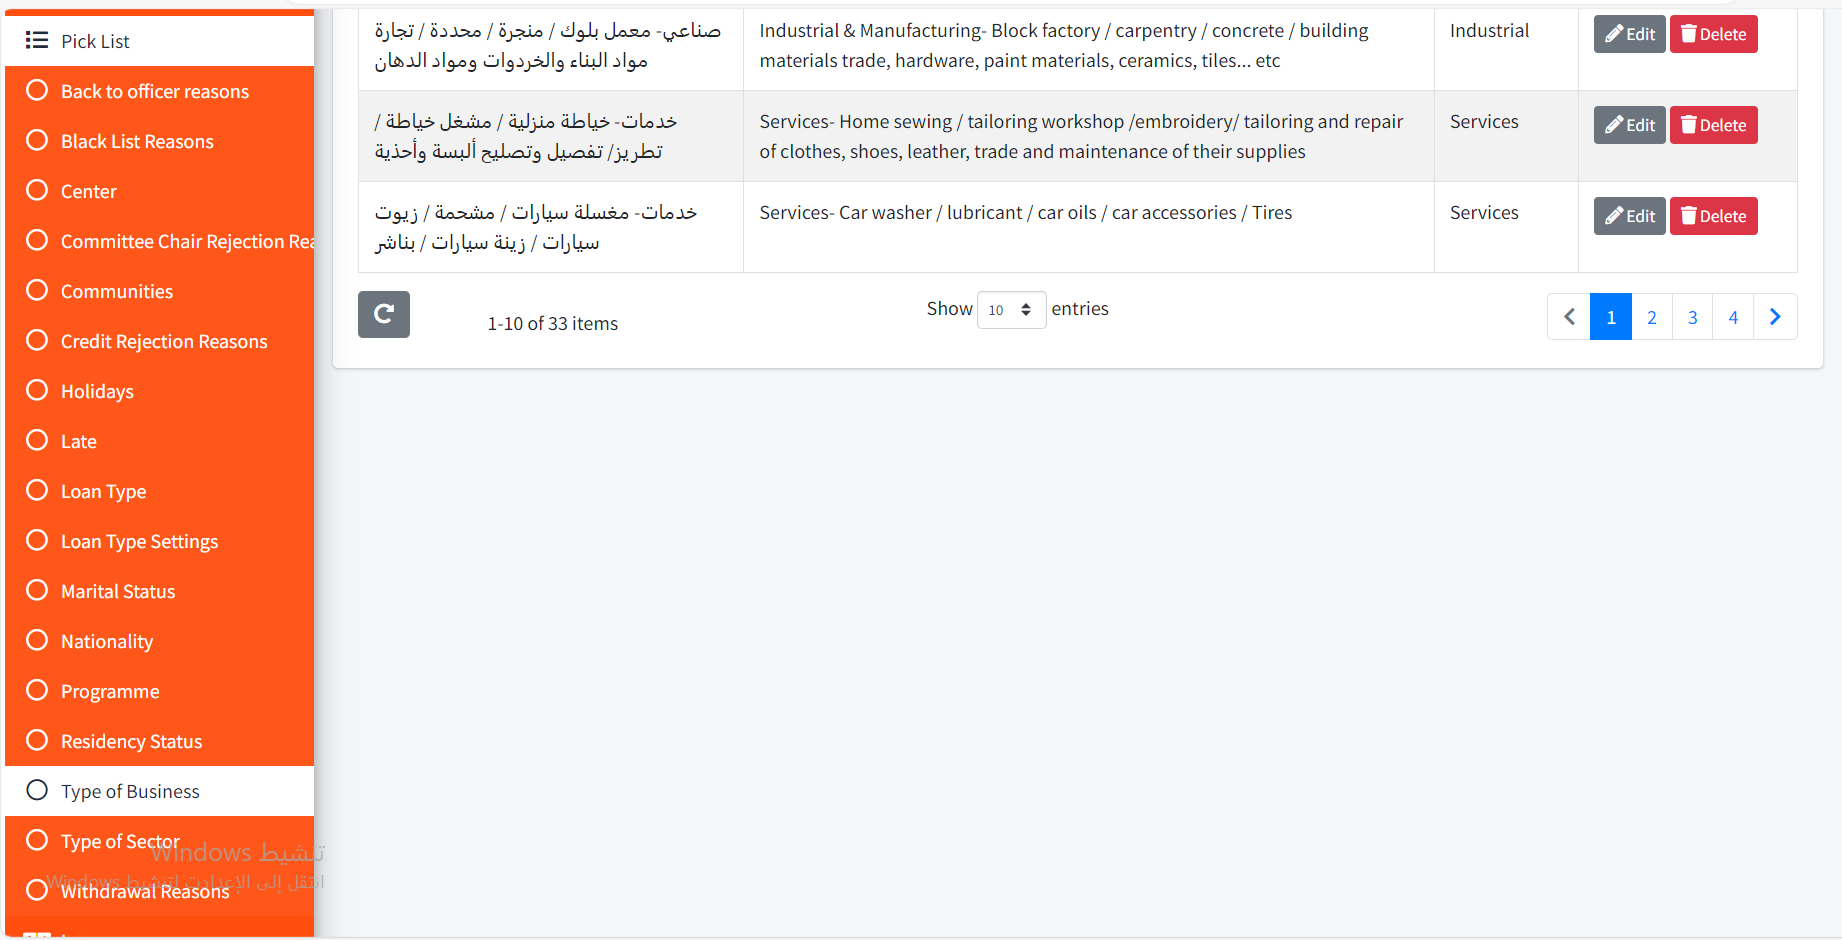 Pick List
Back to officer reasons
Black List Reasons
Center
Committee Chair Rejection Rea
Communities
Credit Rejection Reasons
Holidays
Late
Loan Type
Loan Type Settings
Marital Status
Nationality
Programme
Residency Status
Type of Business
Type of Sector
Withdrawal Reasons
تنشيط Windows
انتقل إلى الإعدادت لتنشيط Windows
صناعي- معمل بلوك / منجرة / محددة / تجارة
مواد البناء والخردوات ومواد الدهان
Industrial & Manufacturing- Block factory / carpentry / concrete / building
materials trade, hardware, paint materials, ceramics, tiles... etc
Industrial
Edit
Delete
خدمات- خياطة منزلية / مشغل خياطة /
تطريز/ تفصيل وتصليح ألبسة وأحذية
Services- Home sewing / tailoring workshop /embroidery/ tailoring and repair
of clothes, shoes, leather, trade and maintenance of their supplies
Services
Edit
Delete
خدمات- مغسلة سيارات / مشحمة / زيوت
سيارات / زينة سيارات / بناشر
Services- Car washer / lubricant / car oils / car accessories / Tires
Services
Edit
Delete
1-10 of 33 items
Show 10 entries
1 2 3 4